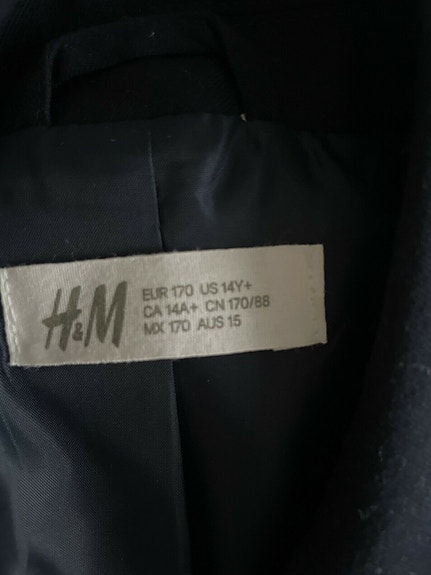 H&M
EUR 170 US 14Y+
CA 14A+ CN 170/88
MX 170 AUS 15